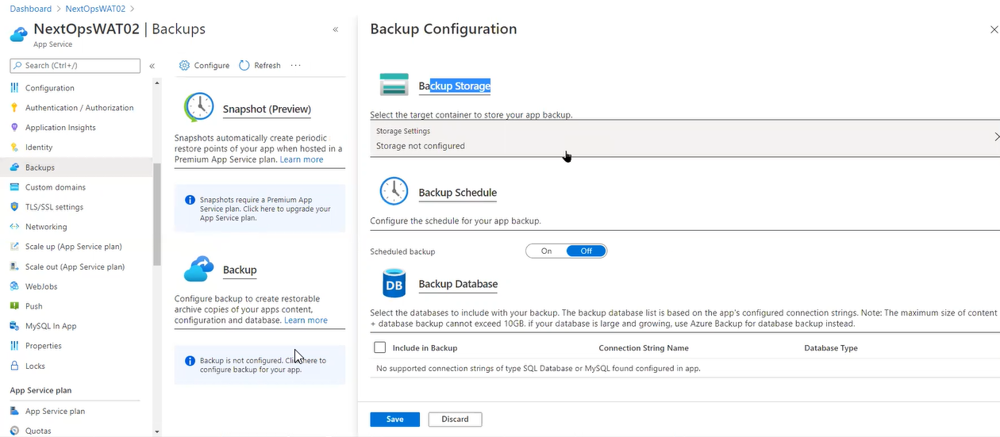 Dashboard > NextOpsWAT02 >
NextOpsWAT02 | Backups
App Service
Search (Ctrl+/)
Configuration
Authentication / Authorization
Application Insights
Identity
Backups
Custom domains
TLS/SSL settings
Networking
Scale up (App Service plan)
Scale out (App Service plan)
WebJobs
Push
MySQL In App
Properties
Locks
App Service plan
App Service plan
Quotas
Configure
Refresh
Snapshot (Preview)
Snapshots automatically create periodic
restore points of your app when hosted in a
Premium App Service plan. Learn more
Snapshots require a Premium App
Service plan. Click here to upgrade your
App Service plan.
Backup
Configure backup to create restorable
archive copies of your apps content,
configuration and database. Learn more
Backup is not configured. Click here to
configure backup for your app.
Backup Configuration
Backup Storage
Select the target container to store your app backup.
Storage Settings
Storage not configured
Backup Schedule
Configure the schedule for your app backup.
Scheduled backup
On Off
DB
Backup Database
Select the databases to include with your backup. The backup database list is based on the app's configured connection strings. Note: The maximum size of content
+ database backup cannot exceed 10GB. if your database is large and growing, use Azure Backup for database backup instead.
Include in Backup Connection String Name Database Type
No supported connection strings of type SQL Database or MySQL found configured in app.
Save Discard